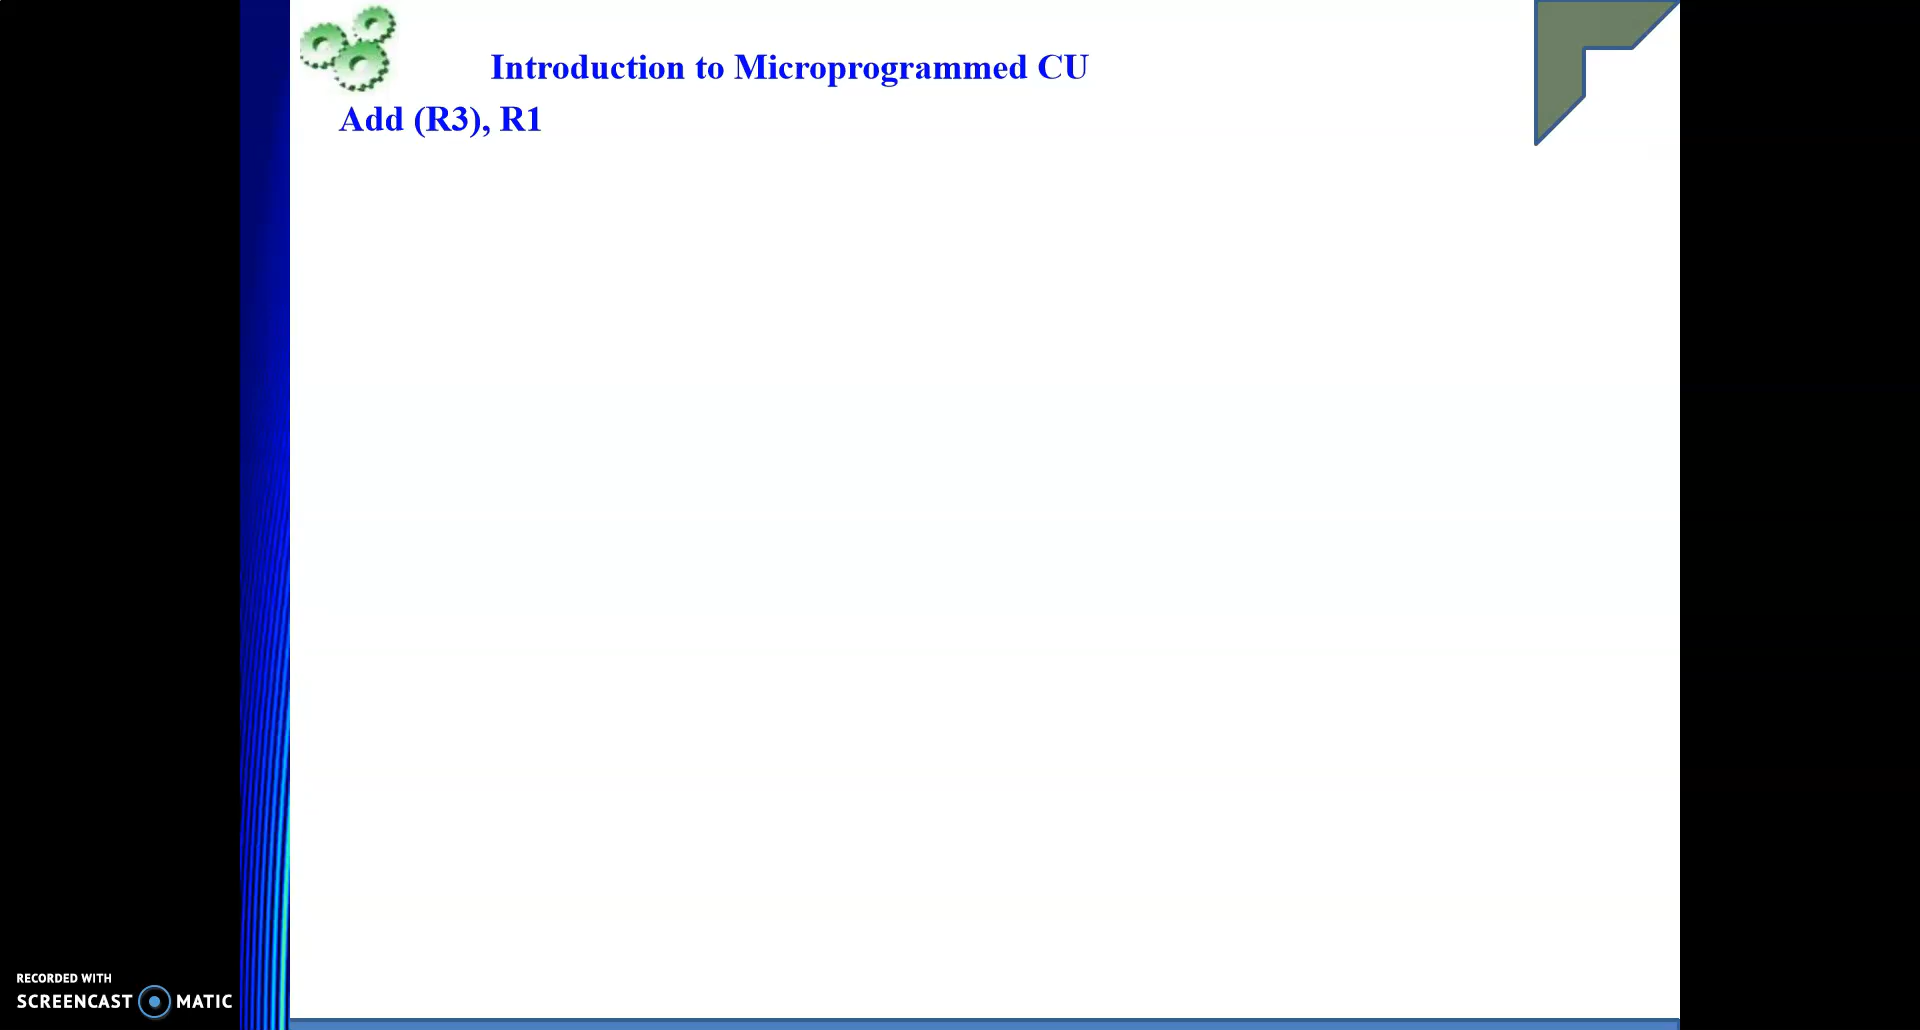 Introduction to Microprogrammed CU
Add (R3), R1
RECORDED WITH
SCREENCAST MATIC